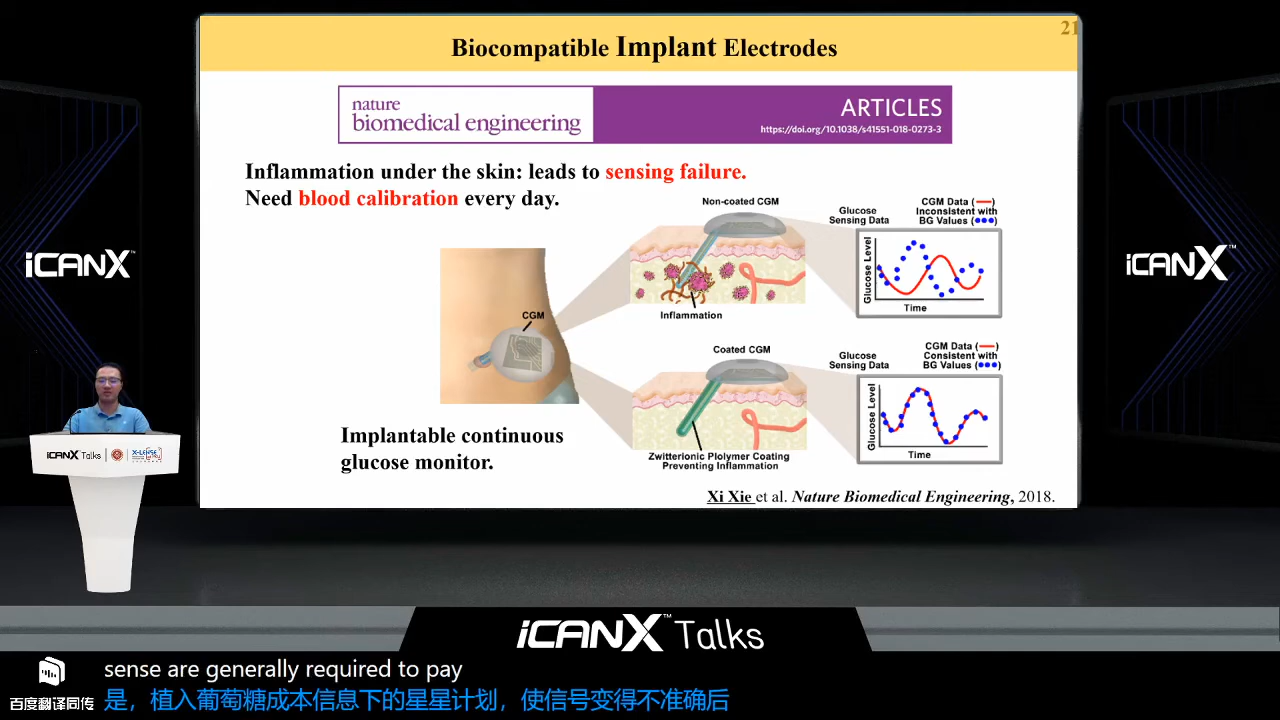 21
Biocompatible Implant Electrodes
nature
biomedical engineering
ARTICLES
https://doi.org/10.1038/s41551-018-0273-3
Inflammation under the skin: leads to sensing failure.
Need blood calibration every day.
Non-coated CGM
Inflammation
Glucose
Sensing Data
CGM Data (—)
Inconsistent with
BG Values (•••)
Glucose Level
Time
CGM
Coated CGM
Zwitterionic Plolymer Coating
Preventing Inflammation
Glucose
Sensing Data
CGM Data (—)
Consistent with
BG Values (•••)
Glucose Level
Time
Implantable continuous
glucose monitor.
Xi Xie et al. Nature Biomedical Engineering, 2018.
iCANX™
iCANX™
iCANX Talks
X-LENSE
iCANX™ Talks
sense are generally required to pay
百度翻译同传
是，植入葡萄糖成本信息下的星星计划，使信号变得不准确后